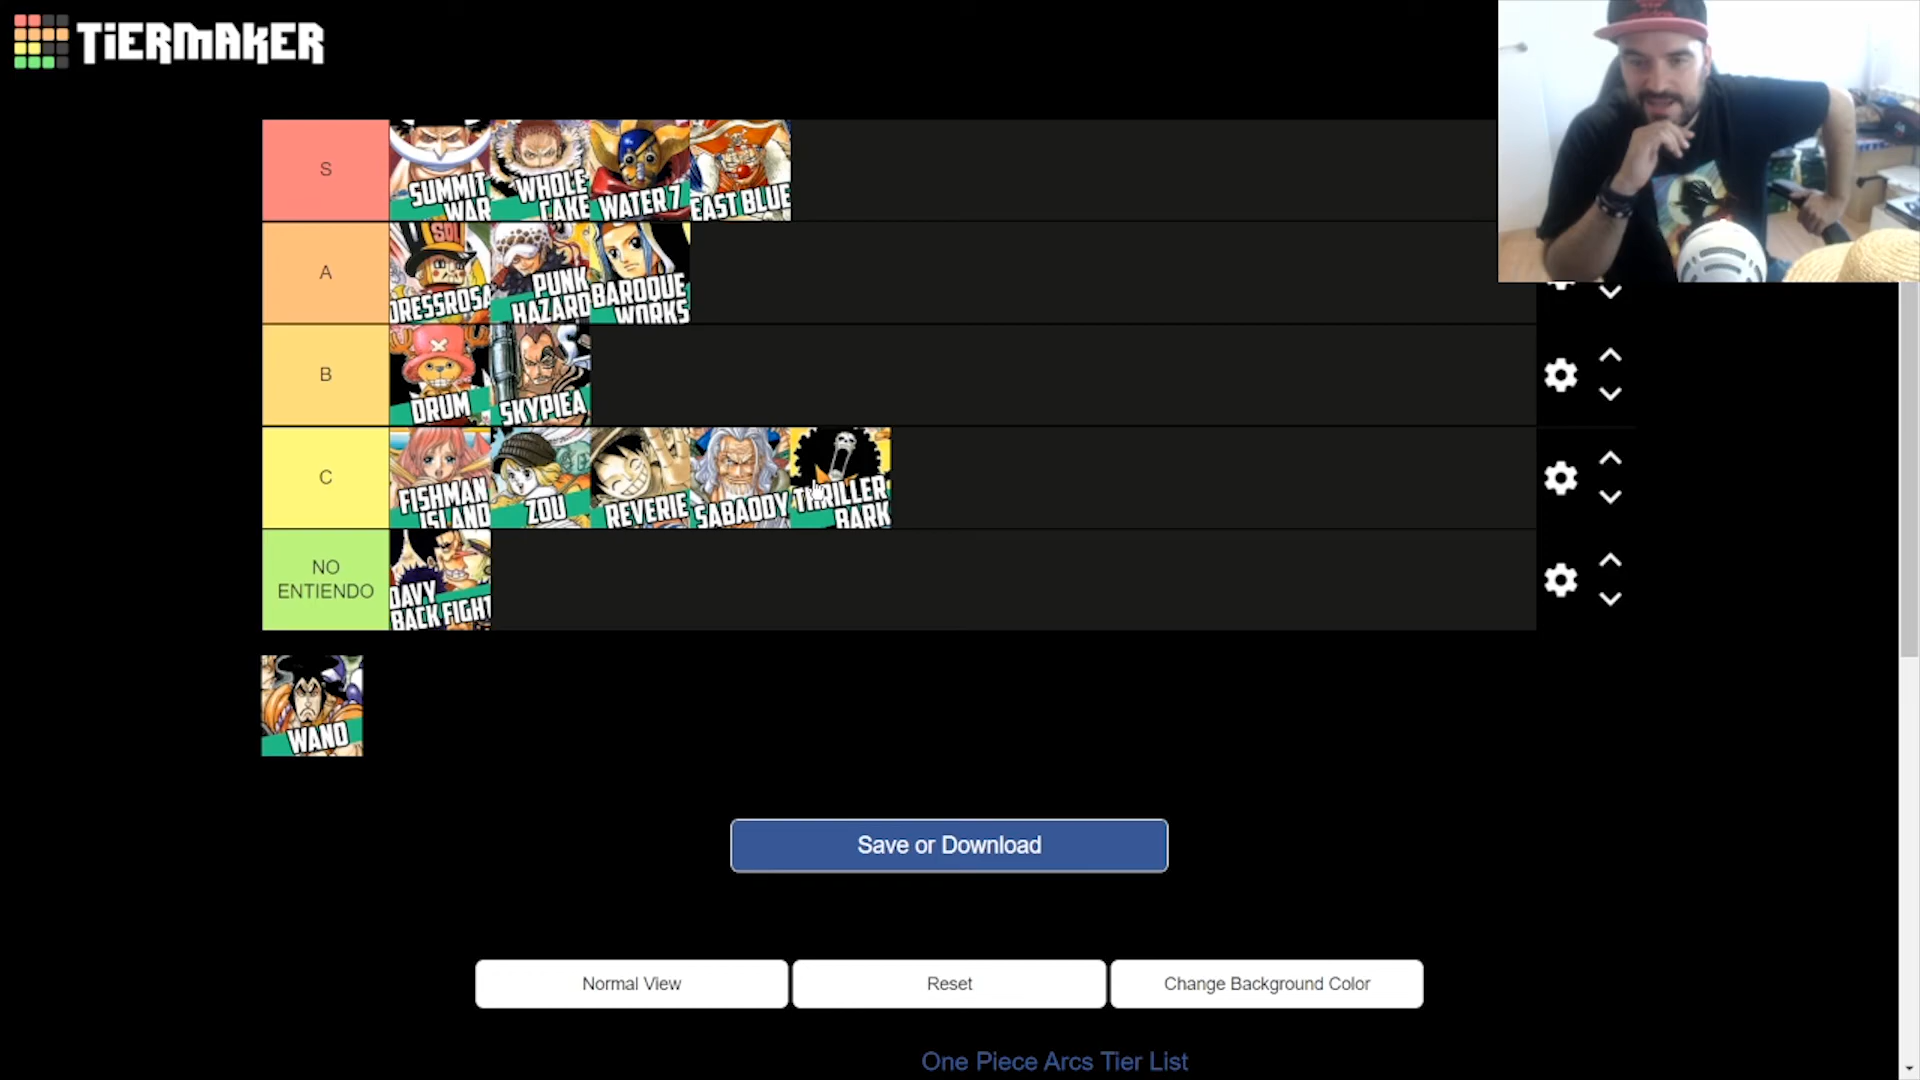 TIERMAKER
S
SUMMIT
WAR
WHOLE
CAKE
WATER 7
EAST BLUE
A
SOL
DRESSROSA
PUNK
HAZARD
BAROQUE
WORKS
B
DRUM
SKYPIEA
C
FISHMAN
ISLAND
ZOU
REVERIE
SABAODY
THRILLER
BARK
NO
ENTIENDO
DAVY
BACK FIGHT
WANO
Save or Download
Normal View
Reset
Change Background Color
One Piece Arcs Tier List